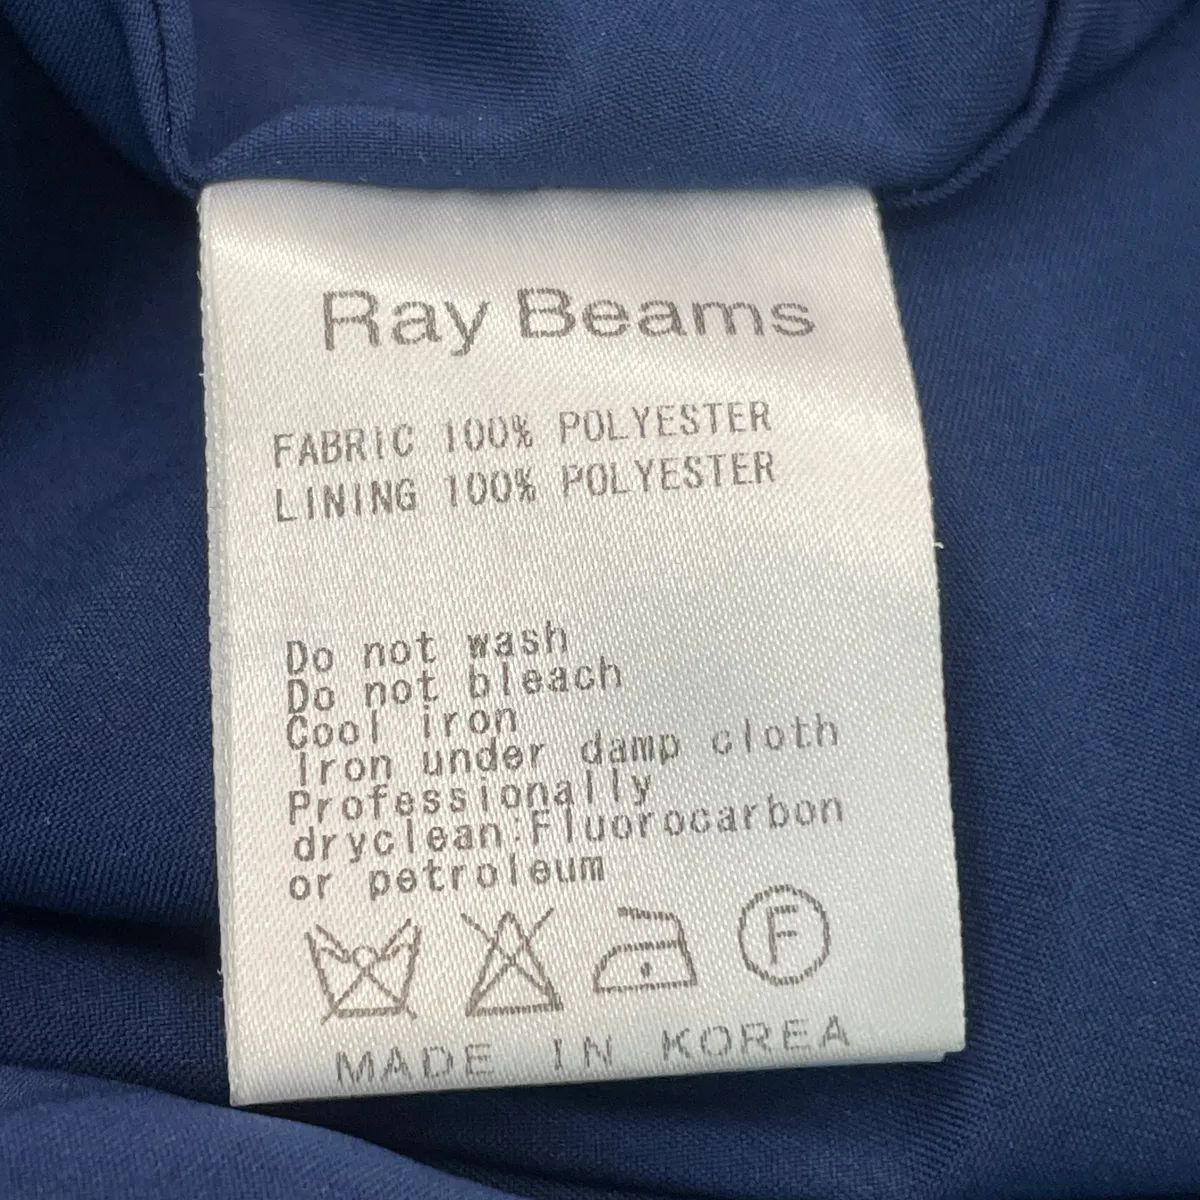 Ray Beams
FABRIC 100% POLYESTER
LINING 100% POLYESTER
Do not wash
Do not bleach
Cool iron
Iron under damp cloth
Professionally
dryclean:Fluorocarbon
or petroleum
F
MADE IN KOREA